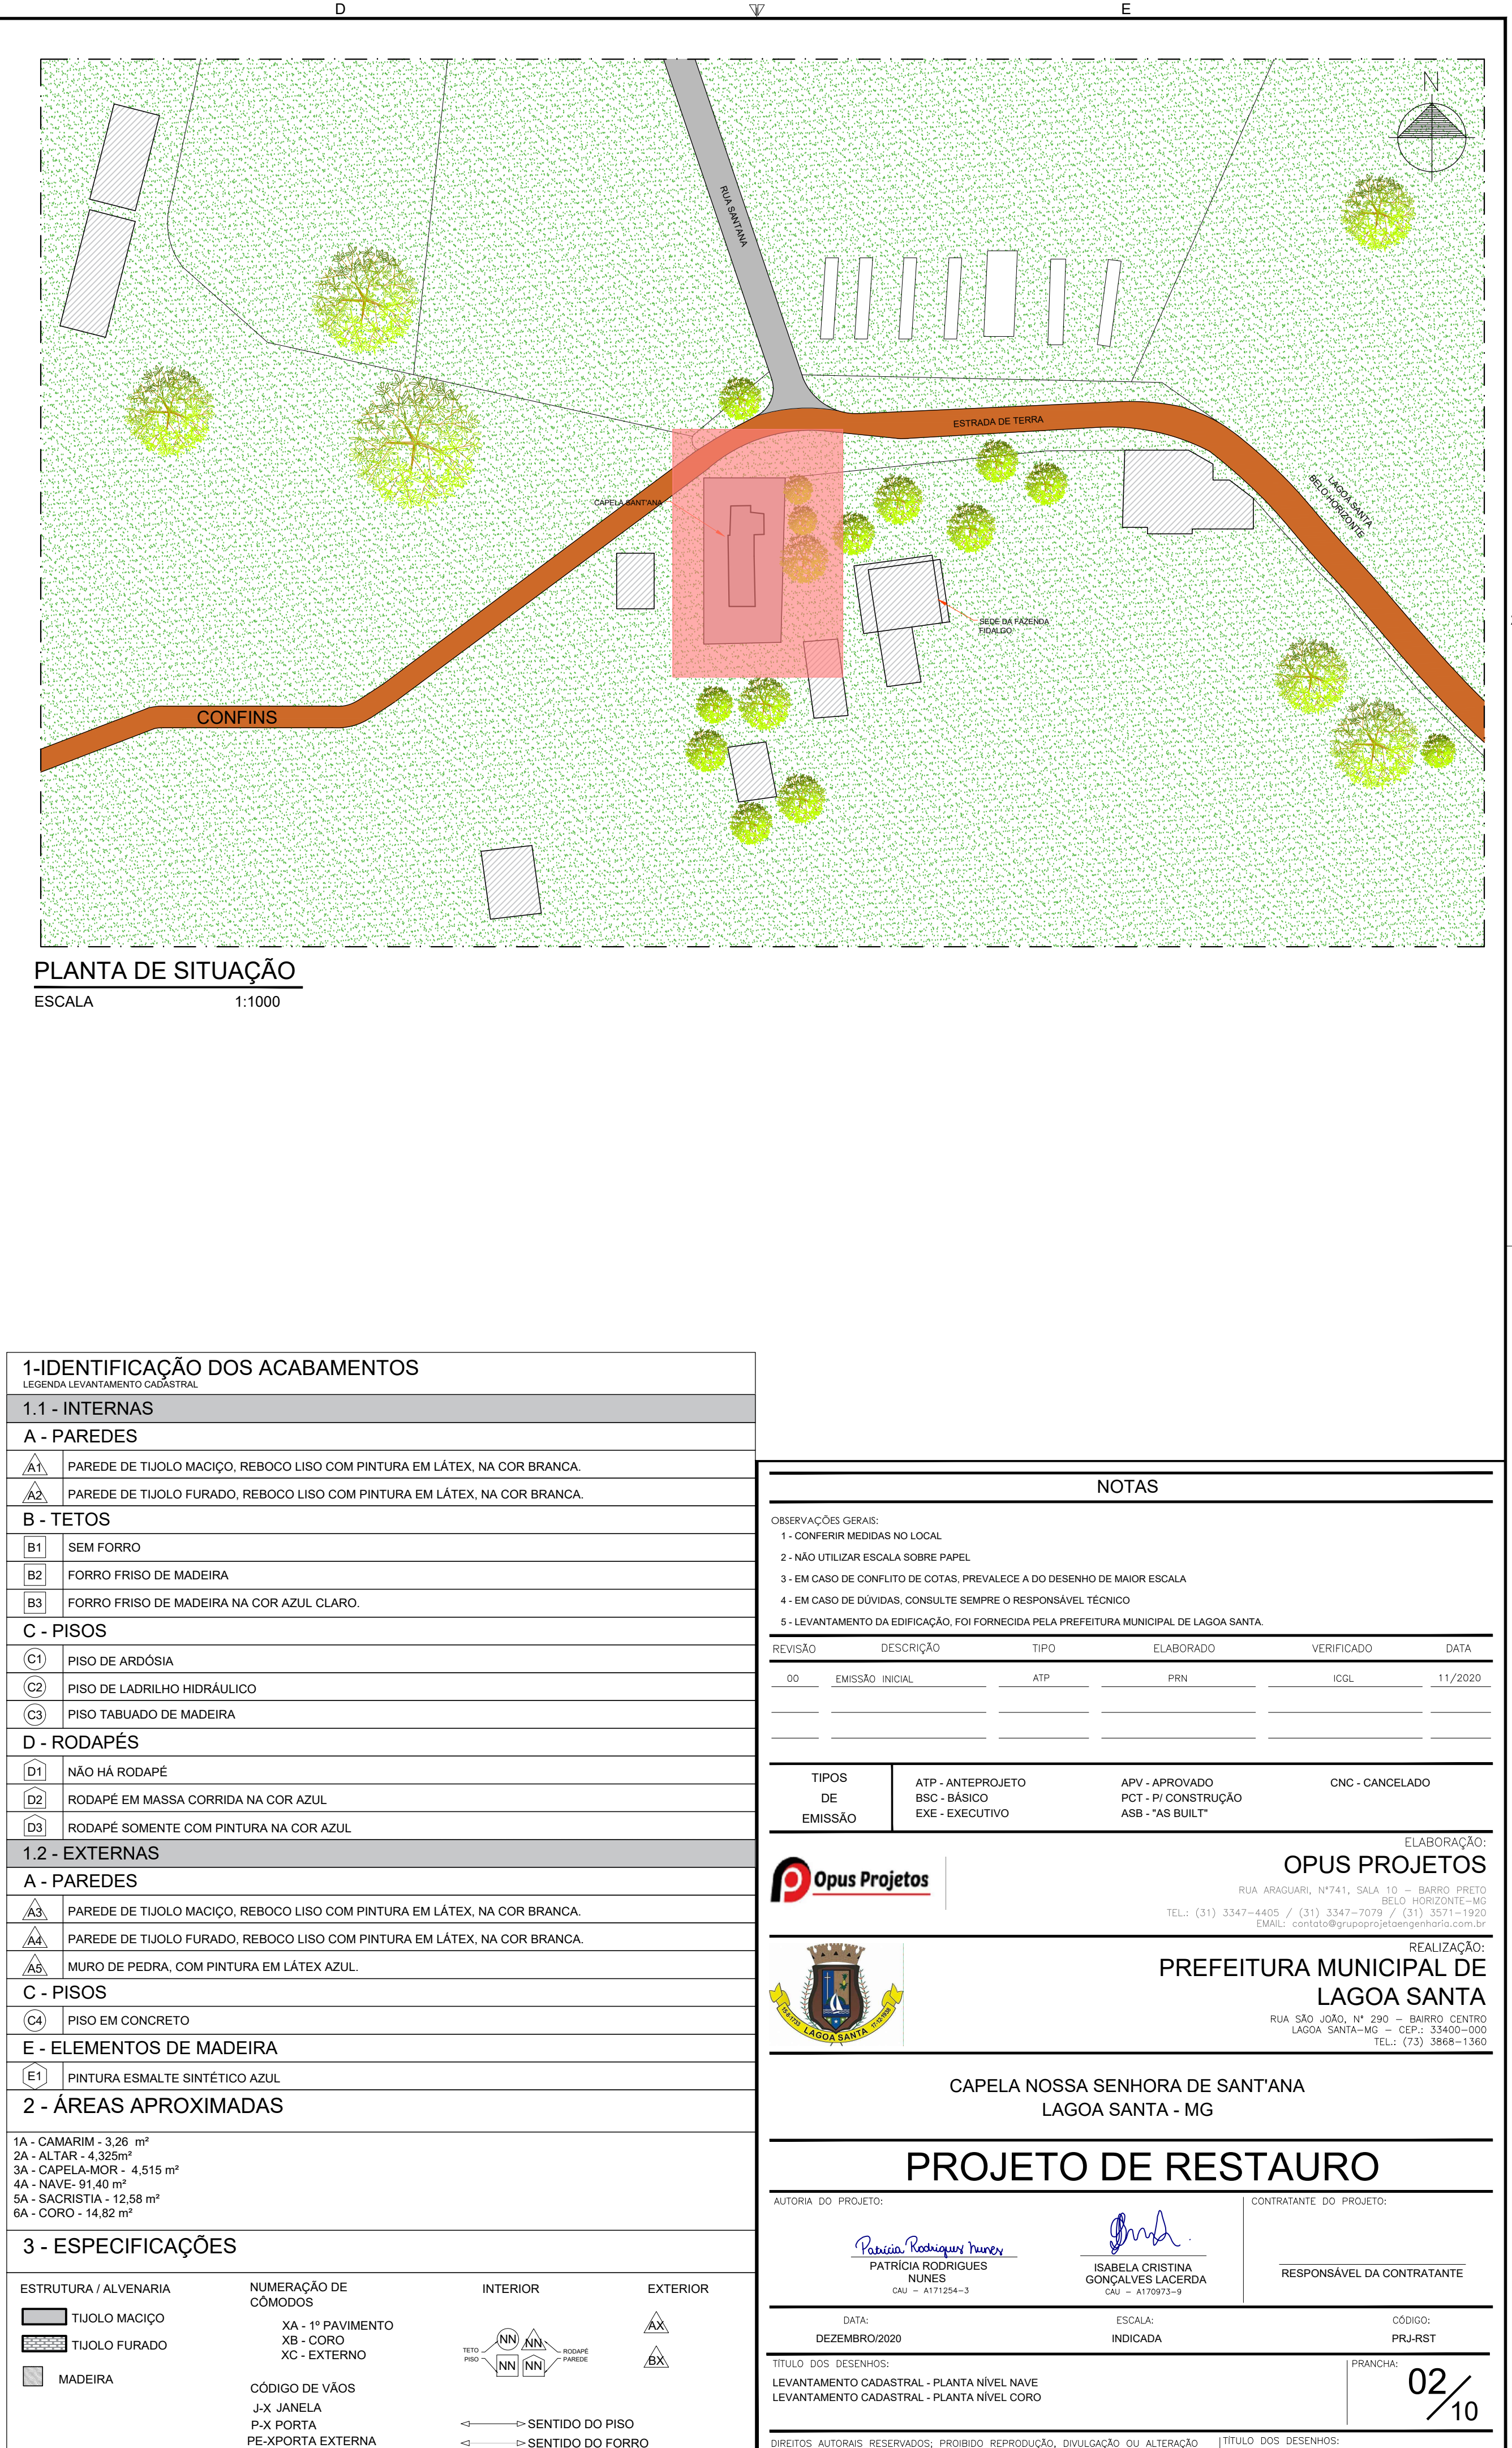 D
E
N
RUA SANTANA
ESTRADA DE TERRA
LAGOA SANTA
BELO HORIZONTE
CAPELA SANT'ANA
SEDE DA FAZENDA
FIDALGO
CONFINS
PLANTA DE SITUAÇÃO
ESCALA 1:1000
1-IDENTIFICAÇÃO DOS ACABAMENTOS
LEGENDA LEVANTAMENTO CADASTRAL
1.1 - INTERNAS
A - PAREDES
A1 PAREDE DE TIJOLO MACIÇO, REBOCO LISO COM PINTURA EM LÁTEX, NA COR BRANCA.
A2 PAREDE DE TIJOLO FURADO, REBOCO LISO COM PINTURA EM LÁTEX, NA COR BRANCA.
B - TETOS
B1 SEM FORRO
B2 FORRO FRISO DE MADEIRA
B3 FORRO FRISO DE MADEIRA NA COR AZUL CLARO.
C - PISOS
C1 PISO DE ARDÓSIA
C2 PISO DE LADRILHO HIDRÁULICO
C3 PISO TABUADO DE MADEIRA
D - RODAPÉS
D1 NÃO HÁ RODAPÉ
D2 RODAPÉ EM MASSA CORRIDA NA COR AZUL
D3 RODAPÉ SOMENTE COM PINTURA NA COR AZUL
1.2 - EXTERNAS
A - PAREDES
A3 PAREDE DE TIJOLO MACIÇO, REBOCO LISO COM PINTURA EM LÁTEX, NA COR BRANCA.
A4 PAREDE DE TIJOLO FURADO, REBOCO LISO COM PINTURA EM LÁTEX, NA COR BRANCA.
A5 MURO DE PEDRA, COM PINTURA EM LÁTEX AZUL.
C - PISOS
C4 PISO EM CONCRETO
E - ELEMENTOS DE MADEIRA
E1 PINTURA ESMALTE SINTÉTICO AZUL
2 - ÁREAS APROXIMADAS
1A - CAMARIM - 3,26 m²
2A - ALTAR - 4,325m²
3A - CAPELA-MOR - 4,515 m²
4A - NAVE- 91,40 m²
5A - SACRISTIA - 12,58 m²
6A - CORO - 14,82 m²
3 - ESPECIFICAÇÕES
ESTRUTURA / ALVENARIA
TIJOLO MACIÇO
TIJOLO FURADO
MADEIRA
NUMERAÇÃO DE
CÔMODOS
XA - 1º PAVIMENTO
XB - CORO
XC - EXTERNO
CÓDIGO DE VÃOS
J-X JANELA
P-X PORTA
PE-XPORTA EXTERNA
INTERIOR
TETO NN NN RODAPÉ
PISO NN NN PAREDE
SENTIDO DO PISO
SENTIDO DO FORRO
EXTERIOR
AX
BX
NOTAS
OBSERVAÇÕES GERAIS:
1 - CONFERIR MEDIDAS NO LOCAL
2 - NÃO UTILIZAR ESCALA SOBRE PAPEL
3 - EM CASO DE CONFLITO DE COTAS, PREVALECE A DO DESENHO DE MAIOR ESCALA
4 - EM CASO DE DÚVIDAS, CONSULTE SEMPRE O RESPONSÁVEL TÉCNICO
5 - LEVANTAMENTO DA EDIFICAÇÃO, FOI FORNECIDA PELA PREFEITURA MUNICIPAL DE LAGOA SANTA.
REVISÃO DESCRIÇÃO TIPO ELABORADO VERIFICADO DATA
00 EMISSÃO INICIAL ATP PRN ICGL 11/2020
TIPOS
DE
EMISSÃO
ATP - ANTEPROJETO APV - APROVADO CNC - CANCELADO
BSC - BÁSICO PCT - P/ CONSTRUÇÃO
EXE - EXECUTIVO ASB - "AS BUILT"
Opus Projetos
ELABORAÇÃO:
OPUS PROJETOS
RUA ARAGUARI, N°741, SALA 10 – BARRO PRETO
BELO HORIZONTE-MG
TEL.: (31) 3347-4405 / (31) 3347-7079 / (31) 3571-1920
EMAIL: contato@grupoprojetaengenharia.com.br
15-8-1733 LAGOA SANTA 17-12-1938
REALIZAÇÃO:
PREFEITURA MUNICIPAL DE
LAGOA SANTA
RUA SÃO JOÃO, N° 290 – BAIRRO CENTRO
LAGOA SANTA-MG – CEP.: 33400-000
TEL.: (73) 3868-1360
CAPELA NOSSA SENHORA DE SANT'ANA
LAGOA SANTA - MG
PROJETO DE RESTAURO
AUTORIA DO PROJETO:
CONTRATANTE DO PROJETO:
Patrícia Rodrigues Nunes
PATRÍCIA RODRIGUES
NUNES
CAU – A171254-3
ISABELA CRISTINA
GONÇALVES LACERDA
CAU – A170973-9
RESPONSÁVEL DA CONTRATANTE
DATA: ESCALA: CÓDIGO:
DEZEMBRO/2020 INDICADA PRJ-RST
TÍTULO DOS DESENHOS:
LEVANTAMENTO CADASTRAL - PLANTA NÍVEL NAVE
LEVANTAMENTO CADASTRAL - PLANTA NÍVEL CORO
PRANCHA:
02/10
DIREITOS AUTORAIS RESERVADOS; PROIBIDO REPRODUÇÃO, DIVULGAÇÃO OU ALTERAÇÃO
TÍTULO DOS DESENHOS: